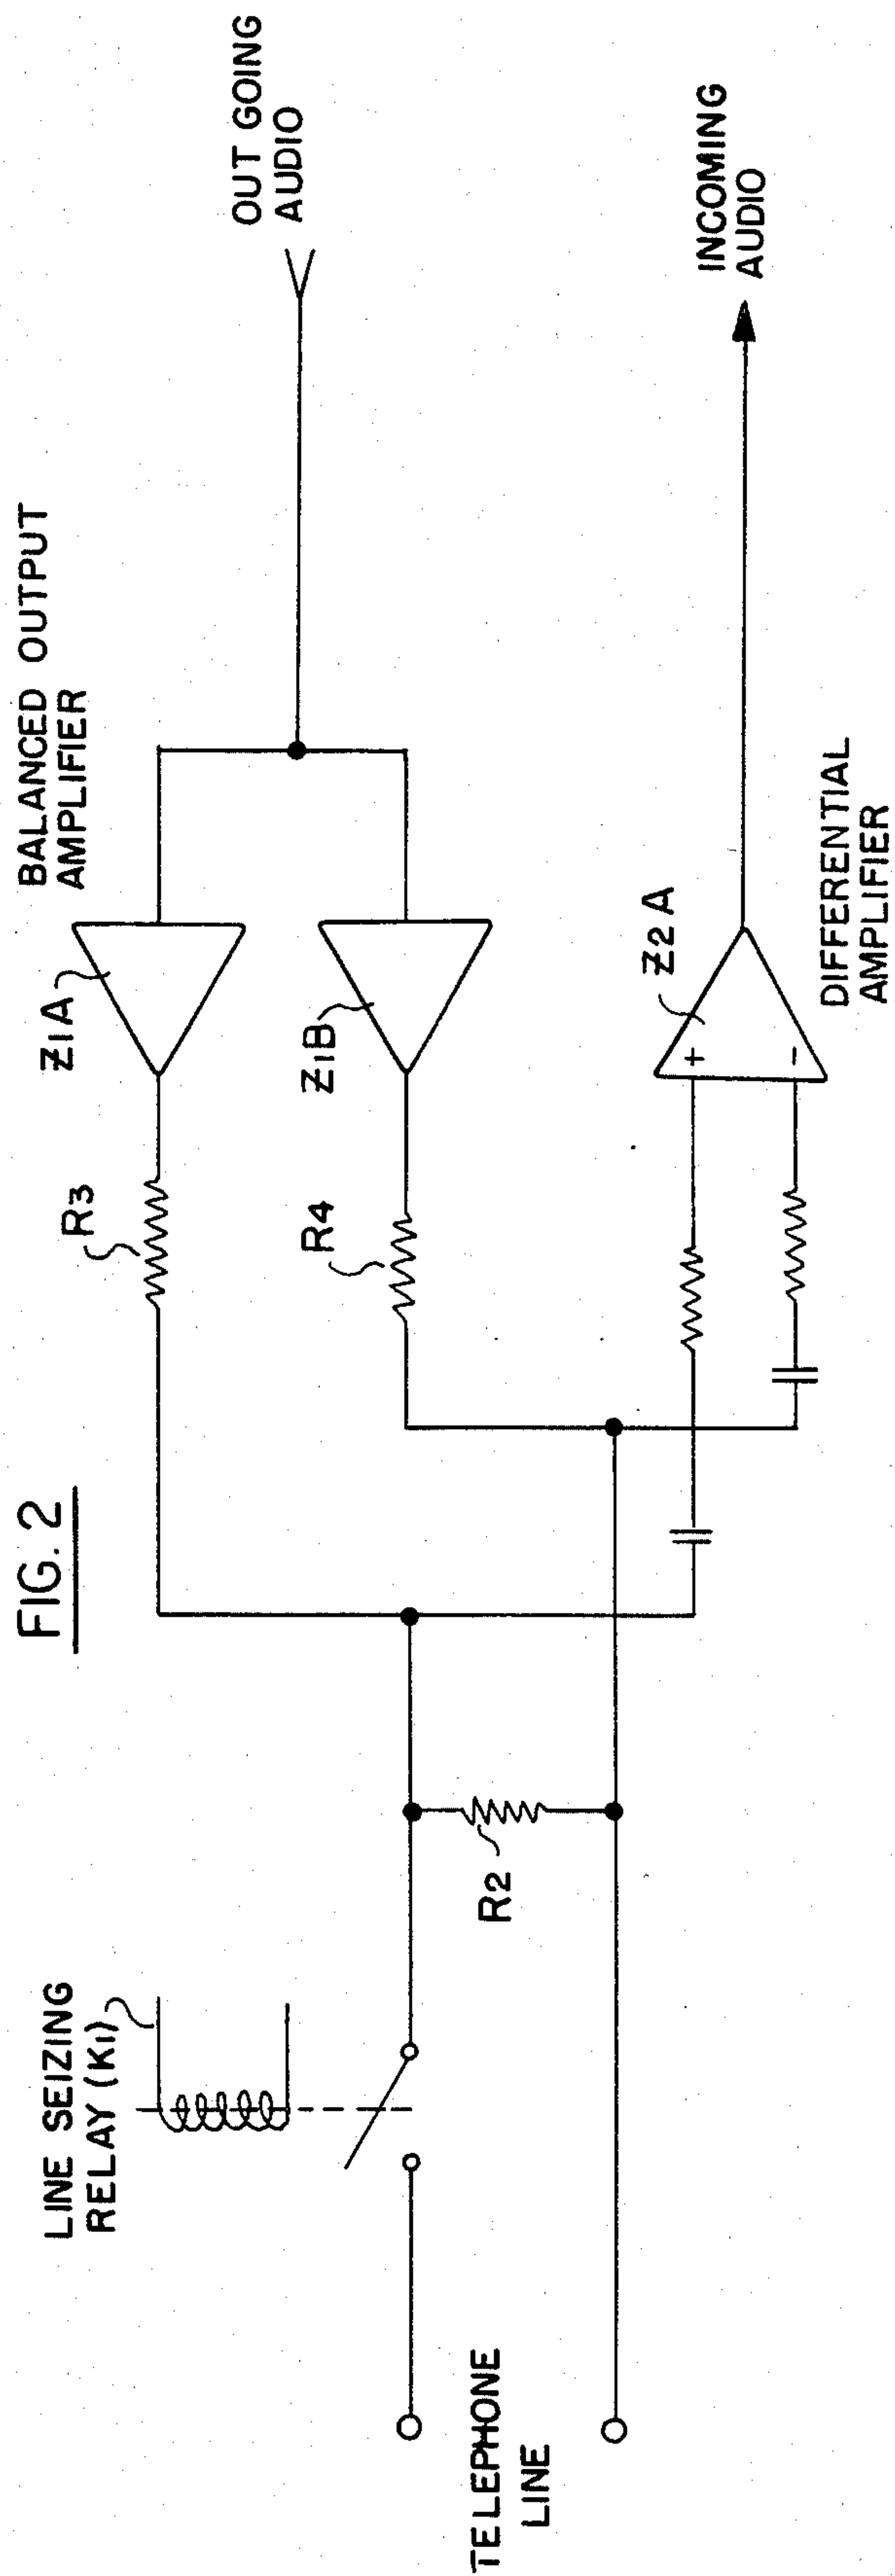 FIG. 2
LINE SEIZING
RELAY (K1)
TELEPHONE
LINE
R2
R3
R4
Z1A
Z1B
BALANCED OUTPUT
AMPLIFIER
OUT GOING
AUDIO
Z2A
+
-
DIFFERENTIAL
AMPLIFIER
INCOMING
AUDIO